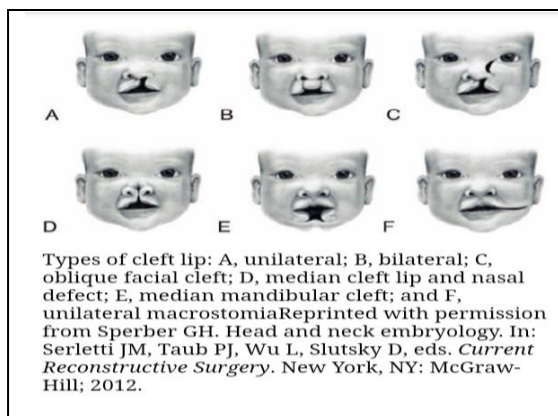 A B C
D E F
Types of cleft lip: A, unilateral; B, bilateral; C,
oblique facial cleft; D, median cleft lip and nasal
defect; E, median mandibular cleft; and F,
unilateral macrostomiaReprinted with permission
from Sperber GH. Head and neck embryology. In:
Serletti JM, Taub PJ, Wu L, Slutsky D, eds. Current
Reconstructive Surgery. New York, NY: McGraw-
Hill; 2012.